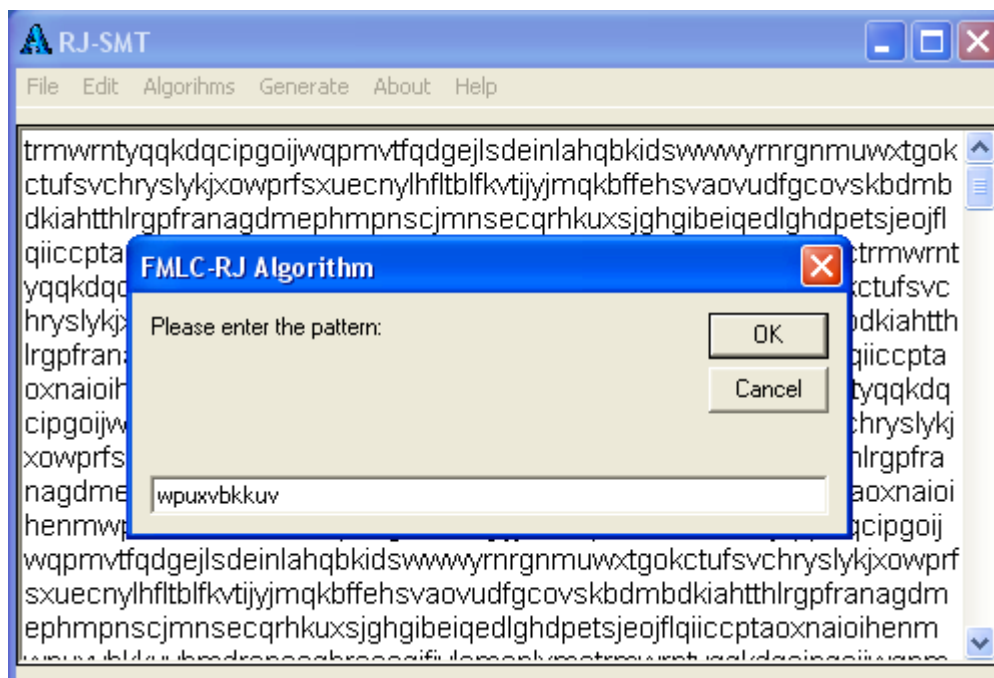 RJ-SMT
File Edit Algorihms Generate About Help
trmwrntyqqkdqcipgoijwqpmvtfqdgejlsdeinlahqbkidswwwyrnrgnmuwxtgok
ctufsvchryslykjxowprfsxuecnylhfltblfkvtijyjmqkbffehsvaovudfgcovskbdmb
dkiahtthlrgpfranagdmephmpnscjmnsecqrhkuxsjghgibeiqedlghdpetsjeojfl
qiiccpta ctrmwrnt
yqqkdqc kctufsvc
hryslykjx bdkiahtth
lrgpfrana qiiccpta
oxnaioih tyqqkdq
cipgoijw chryslykj
xowprfs hlrgpfra
nagdme aoxnaioi
henmwp qcipgoij
wqpmvtfqdgejlsdeinlahqbkidswwwyrnrgnmuwxtgokctufsvchryslykjxowprf
sxuecnylhfltblfkvtijyjmqkbffehsvaovudfgcovskbdmbdkiahtthlrgpfranagdm
ephmpnscjmnsecqrhkuxsjghgibeiqedlghdpetsjeojflqiiccptaoxnaioihenm
FMLC-RJ Algorithm
Please enter the pattern:
OK
Cancel
wpuxvbkkuv